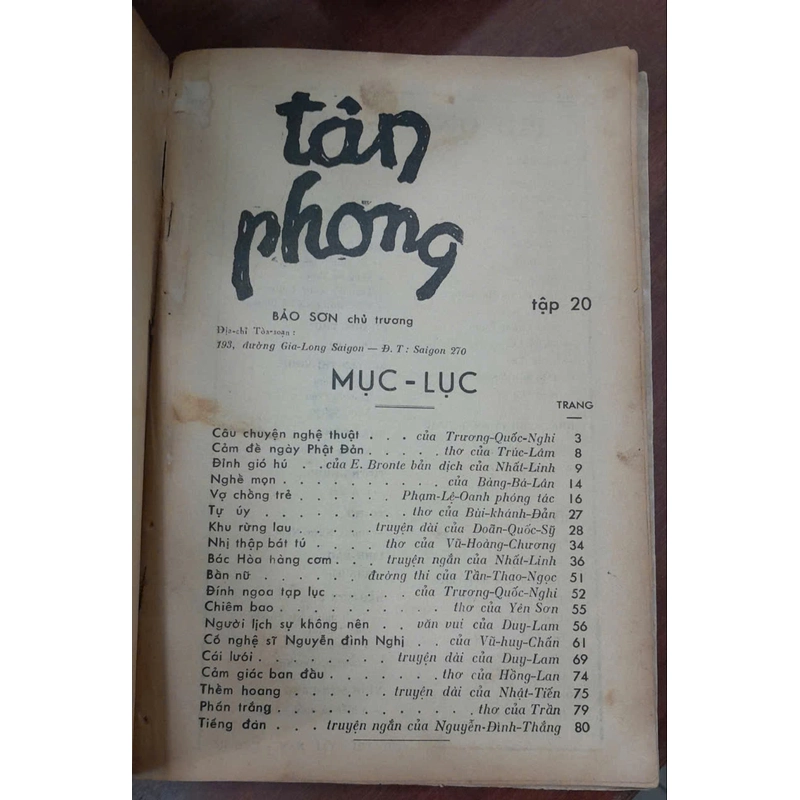 tân
phong
tập 20
BẢO SƠN chủ trương
Địa-chỉ Tòa-soạn :
193, đường Gia-Long Saigon — Đ. T : Saigon 270
MỤC - LỤC
TRANG
Câu chuyện nghệ thuật . . . của Trương-Quốc-Nghi 3
Cảm đề ngày Phật Đản . . . . thơ của Trúc-Lâm 8
Đỉnh gió hú . . của E. Bronte bản dịch của Nhất-Linh 9
Nghề mọn . . . . . . . . của Bàng-Bá-Lân 14
Vợ chồng trẻ . . . . . Phạm-Lệ-Oanh phóng tác 16
Tự úy . . . . . . . . thơ của Bùi-khánh-Đản 27
Khu rừng lau . . . . truyện dài của Doãn-Quốc-Sỹ 28
Nhị thập bát tú . . . . thơ của Vũ-Hoàng-Chương 34
Bác Hòa hàng cơm . . . truyện ngắn của Nhất-Linh 36
Bần nữ . . . . . . đường thi của Tần-Thao-Ngọc 51
Đính ngoa tạp lục . . . . . của Trương-Quốc-Nghi 52
Chiêm bao . . . . . . . . . thơ của Yên Sơn 55
Người lịch sự không nên . . văn vui của Duy-Lam 56
Cố nghệ sĩ Nguyễn đình Nghị . . của Vũ-huy-Chấn 61
Cái lưới . . . . . . . truyện dài của Duy-Lam 69
Cảm giác ban đầu . . . . . . . thơ của Hồng-Lan 74
Thềm hoang . . . . . . truyện dài của Nhật-Tiến 75
Phấn trắng . . . . . . . . . . thơ của Trần 79
Tiếng đàn . . . truyện ngắn của Nguyễn-Đình-Thắng 80